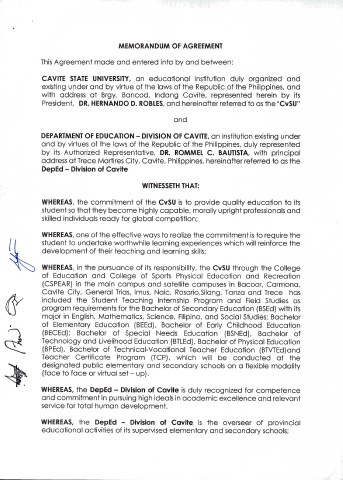 MEMORANDUM OF AGREEMENT
This Agreement made and entered into by and between:
CAVITE STATE UNIVERSITY, an educational institution duly organized and
existing under and by virtue of the laws of the Republic of the Philippines, and
with address at Brgy. Bancod, Indang Cavite, represented herein by its
President, DR. HERNANDO D. ROBLES, and hereinafter referred to as the "CvSU"
and
DEPARTMENT OF EDUCATION – DIVISION OF CAVITE, an institution existing under
and by virtues of the laws of the Republic of the Philippines, duly represented
by its Authorized Representative, DR. ROMMEL C. BAUTISTA, with principal
address at Trece Martires City, Cavite, Philippines, hereinafter referred to as the
DepEd – Division of Cavite
WITNESSETH THAT:
WHEREAS, the commitment of the CvSU is to provide quality education to its
student so that they become highly capable, morally upright professionals and
skilled individuals ready for global competition;
WHEREAS, one of the effective ways to realize the commitment is to require the
student to undertake worthwhile learning experiences which will reinforce the
development of their teaching and learning skills;
WHEREAS, in the pursuance of its responsibility, the CvSU through the College
of Education and College of Sports Physical Education and Recreation
(CSPEAR) in the main campus and satellite campuses in Bacoor, Carmona,
Cavite City, General Trias, Imus, Naic, Rosario, Silang, Tanza and Trece has
included the Student Teaching Internship Program and Field Studies as
program requirements for the Bachelor of Secondary Education (BSEd) with its
major in English, Mathematics, Science, Filipino, and Social Studies; Bachelor
of Elementary Education (BEEd), Bachelor of Early Childhood Education
(BECEd); Bachelor of Special Needs Education (BSNEd), Bachelor of
Technology and Livelihood Education (BTLEd), Bachelor of Physical Education
(BPEd), Bachelor of Technical-Vocational Teacher Education (BTVTEd)and
Teacher Certificate Program (TCP), which will be conducted at the
designated public elementary and secondary schools on a flexible modality
(face to face or virtual set – up).
WHEREAS, the DepEd – Division of Cavite is duly recognized for competence
and commitment in pursuing high ideals in academic excellence and relevant
service for total human development.
WHEREAS, the DepEd – Division of Cavite is the overseer of provincial
educational activities of its supervised elementary and secondary schools;